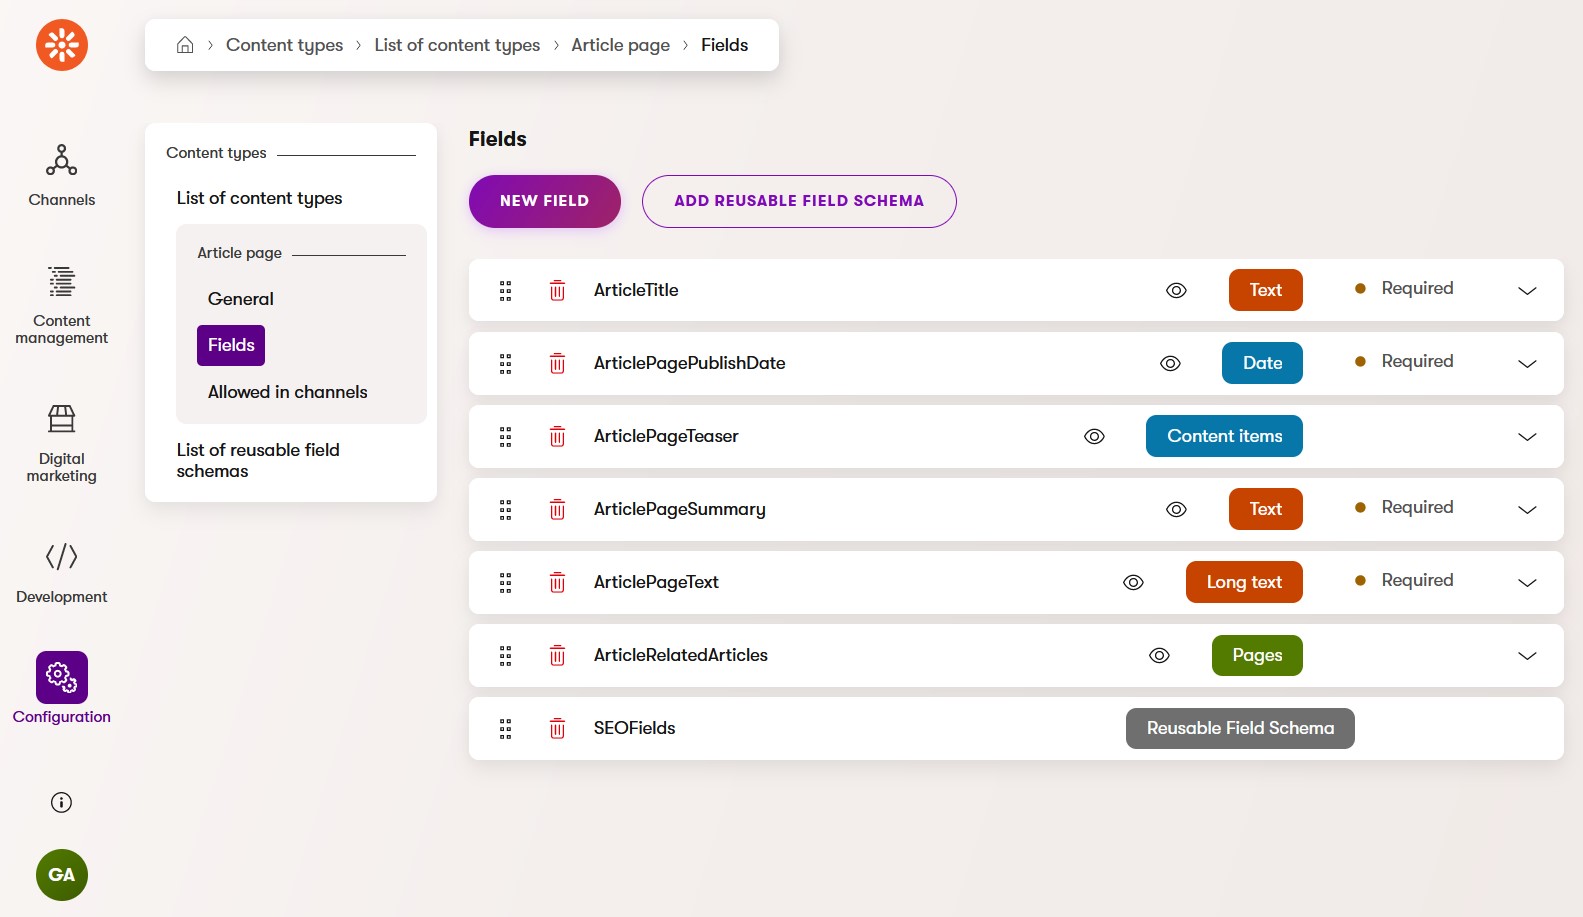 Content types
List of content types
Article page
Fields
Channels
Content
management
Digital
marketing
Development
Configuration
GA
Content types
List of content types
Article page
General
Fields
Allowed in channels
List of reusable field
schemas
Fields
NEW FIELD
ADD REUSABLE FIELD SCHEMA
ArticleTitle
Text
Required
ArticlePagePublishDate
Date
Required
ArticlePageTeaser
Content items
ArticlePageSummary
Text
Required
ArticlePageText
Long text
Required
ArticleRelatedArticles
Pages
SEOFields
Reusable Field Schema